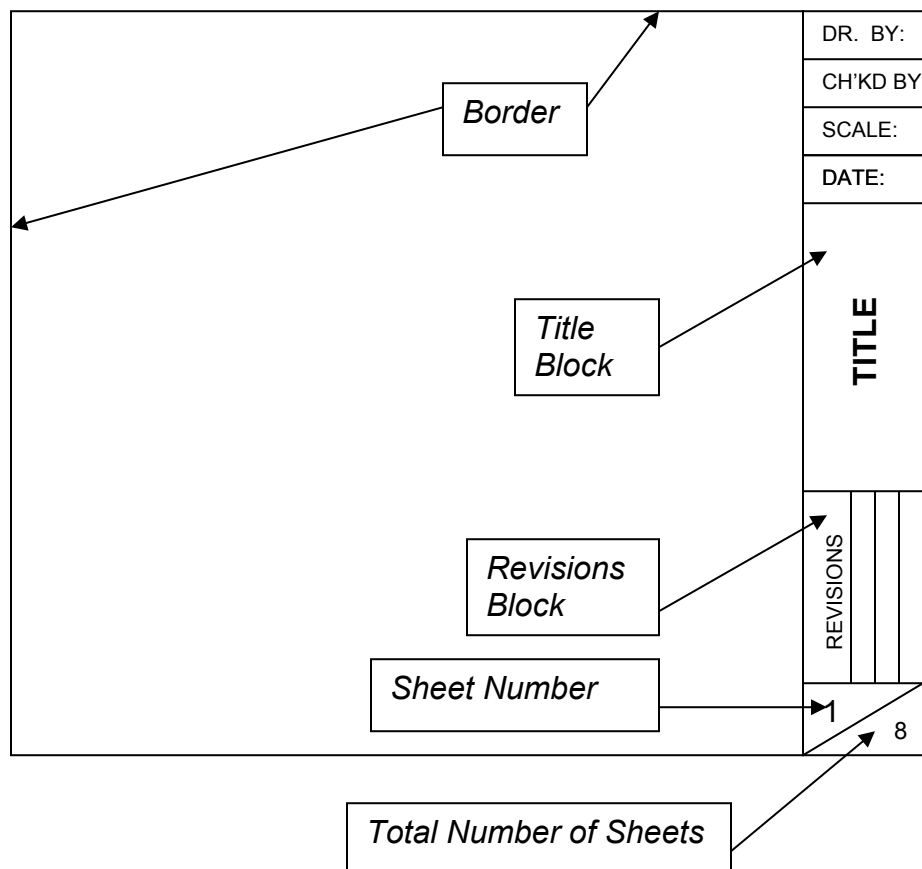 DR. BY:
CH'KD BY
SCALE:
DATE:
Border
Title
Block
TITLE
Revisions
Block
REVISIONS
Sheet Number
1
8
Total Number of Sheets